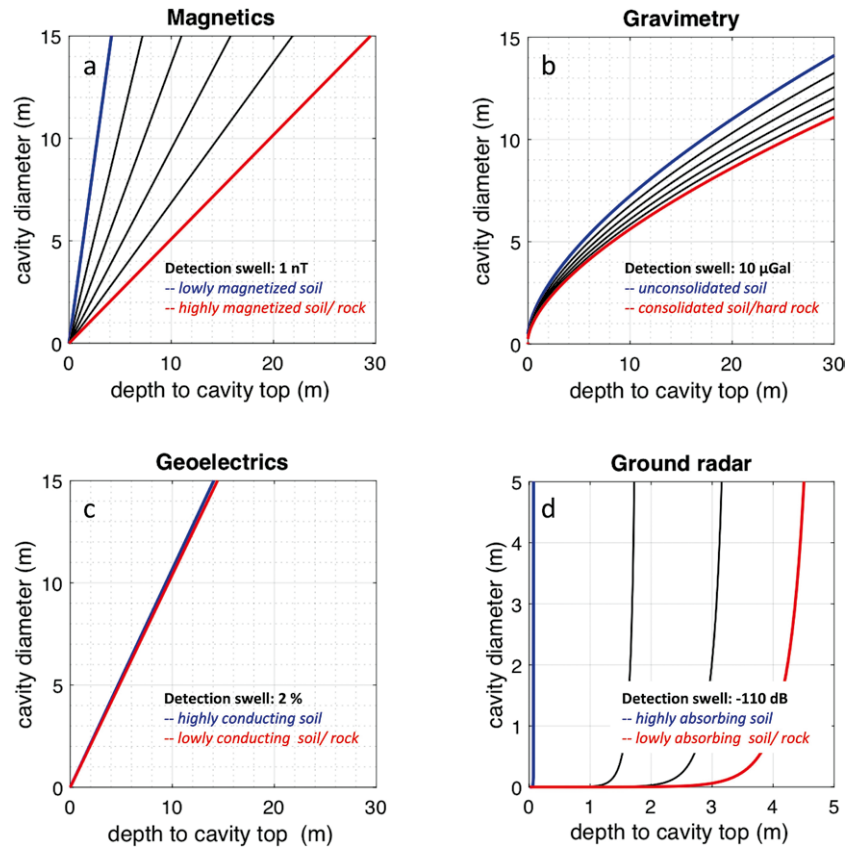 Magnetics
a
15
10
5
0
cavity diameter (m)
Detection swell: 1 nT
-- lowly magnetized soil
-- highly magnetized soil/ rock
0 10 20 30
depth to cavity top (m)
Gravimetry
b
15
10
5
0
cavity diameter (m)
Detection swell: 10 µGal
-- unconsolidated soil
-- consolidated soil/hard rock
0 10 20 30
depth to cavity top (m)
Geoelectrics
c
15
10
5
0
cavity diameter (m)
Detection swell: 2 %
-- highly conducting soil
-- lowly conducting soil/ rock
0 10 20 30
depth to cavity top (m)
Ground radar
d
5
4
3
2
1
0
cavity diameter (m)
Detection swell: -110 dB
-- highly absorbing soil
-- lowly absorbing soil/ rock
0 1 2 3 4 5
depth to cavity top (m)